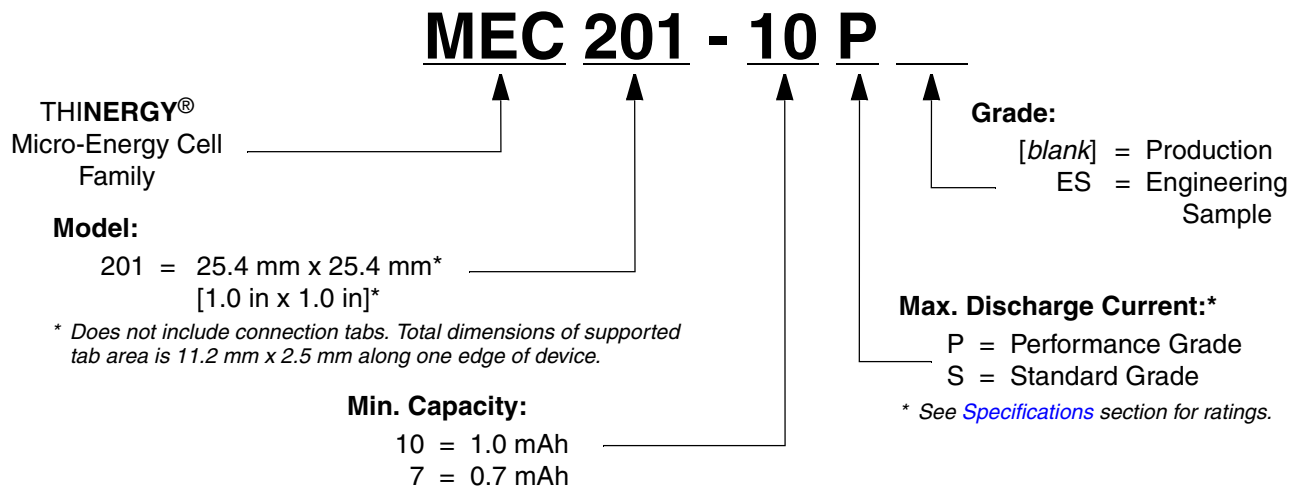 MEC 201 - 10 P
THINERGY®
Micro-Energy Cell
Family
Model:
201 = 25.4 mm x 25.4 mm*
[1.0 in x 1.0 in]*
* Does not include connection tabs. Total dimensions of supported
tab area is 11.2 mm x 2.5 mm along one edge of device.
Min. Capacity:
10 = 1.0 mAh
7 = 0.7 mAh
Grade:
[blank] = Production
ES = Engineering
Sample
Max. Discharge Current:*
P = Performance Grade
S = Standard Grade
* See Specifications section for ratings.